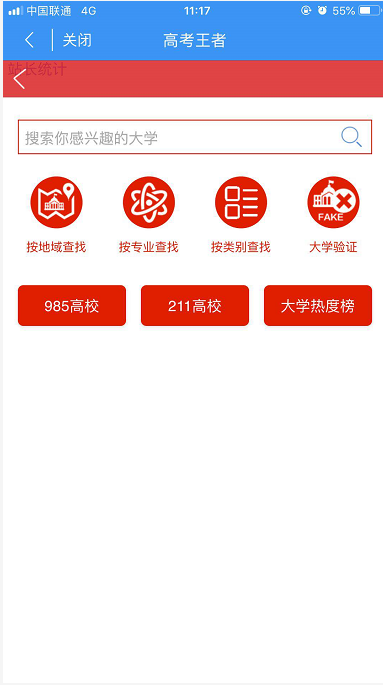 中国联通 4G 11:17 55%
关闭 高考王者
站长统计
搜索你感兴趣的大学
FAKE
按地域查找 按专业查找 按类别查找 大学验证
985高校 211高校 大学热度榜